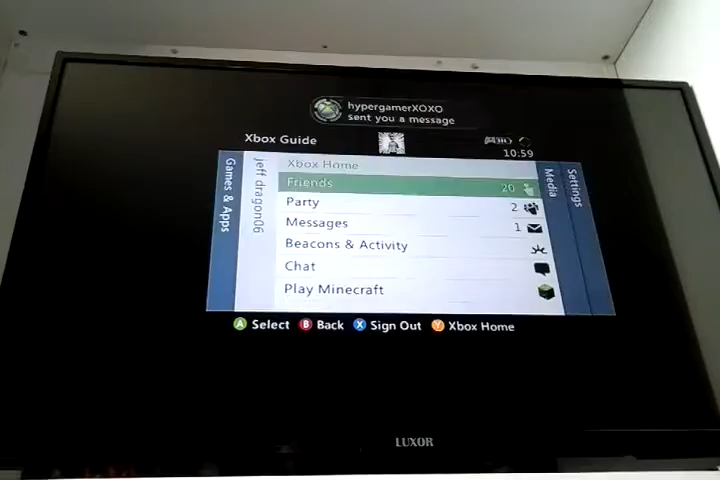 hypergamerXOXO
sent you a message
Xbox Guide
10:59
Games & Apps
jeff dragon06
Xbox Home
Friends 20
Party 2
Messages 1
Beacons & Activity
Chat
Play Minecraft
Media
Settings
A Select B Back X Sign Out Y Xbox Home
LUXOR